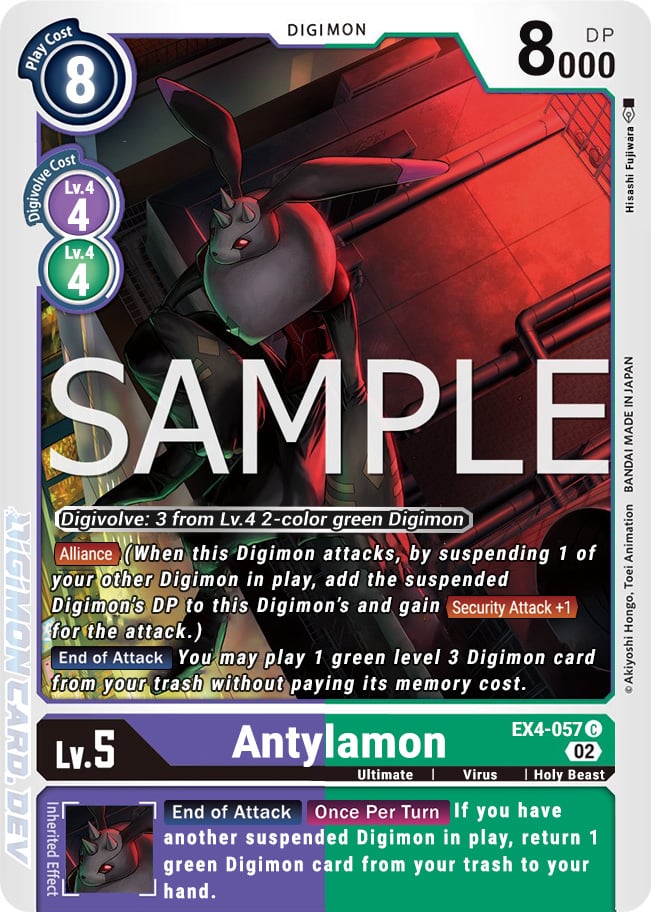 DIGIMON
Play Cost
8
8000
DP
Digivolve Cost
Lv.4
4
Lv.4
4
Hisashi Fujiwara
SAMPLE
Digivolve: 3 from Lv.4 2-color green Digimon
Alliance (When this Digimon attacks, by suspending 1 of
your other Digimon in play, add the suspended
Digimon's DP to this Digimon's and gain Security Attack +1
for the attack.)
End of Attack You may play 1 green level 3 Digimon card
from your trash without paying its memory cost.
© Akiyoshi Hongo, Toei Animation BANDAI MADE IN JAPAN
DIGIMON CARD.DEV
Lv.5
Antylamon
EX4-057 C
02
Ultimate | Virus | Holy Beast
Inherited Effect
End of Attack Once Per Turn If you have
another suspended Digimon in play, return 1
green Digimon card from your trash to your
hand.